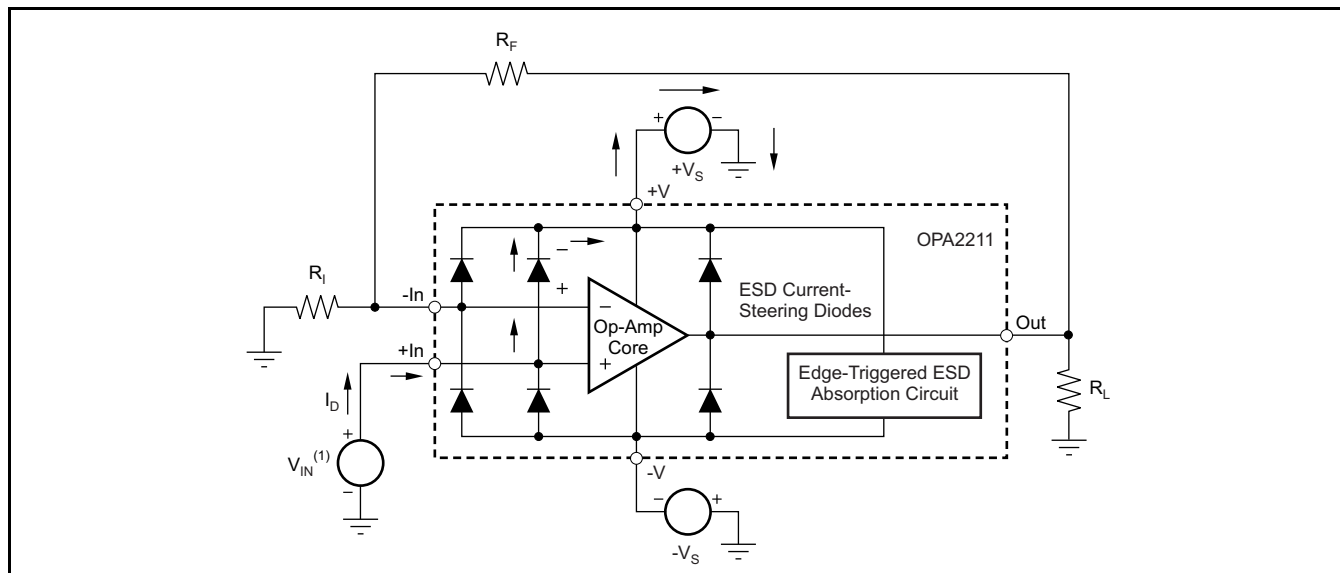 R_F
+ −
+V_S
+V
OPA2211
−
+
R_I
-In
−
ESD Current-
Steering Diodes
Op-Amp
Core
Out
+In
+
Edge-Triggered ESD
Absorption Circuit
I_D
R_L
+
V_IN^(1)
−
-V
− +
-V_S